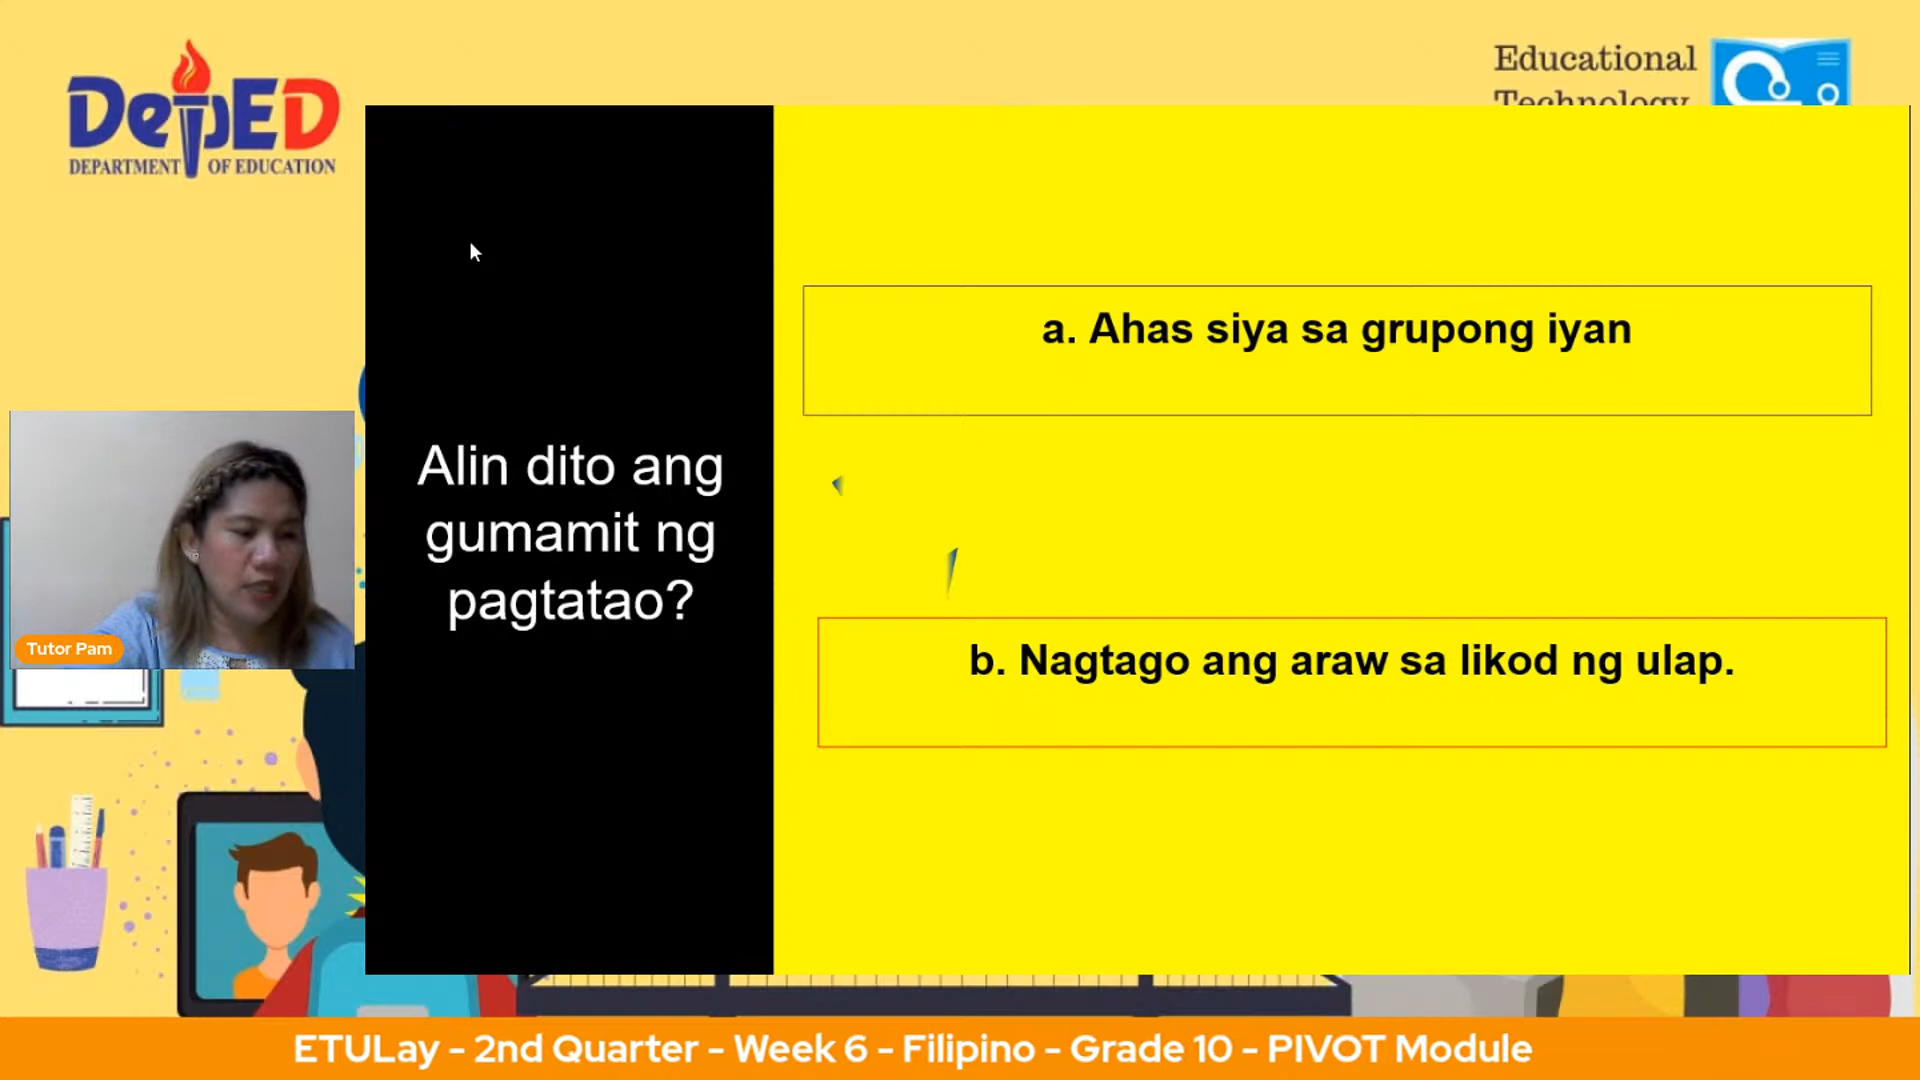 DepED
DEPARTMENT OF EDUCATION
Educational
Technology
Alin dito ang
gumamit ng
pagtatao?
a. Ahas siya sa grupong iyan
b. Nagtago ang araw sa likod ng ulap.
Tutor Pam
ETULay - 2nd Quarter - Week 6 - Filipino - Grade 10 - PIVOT Module